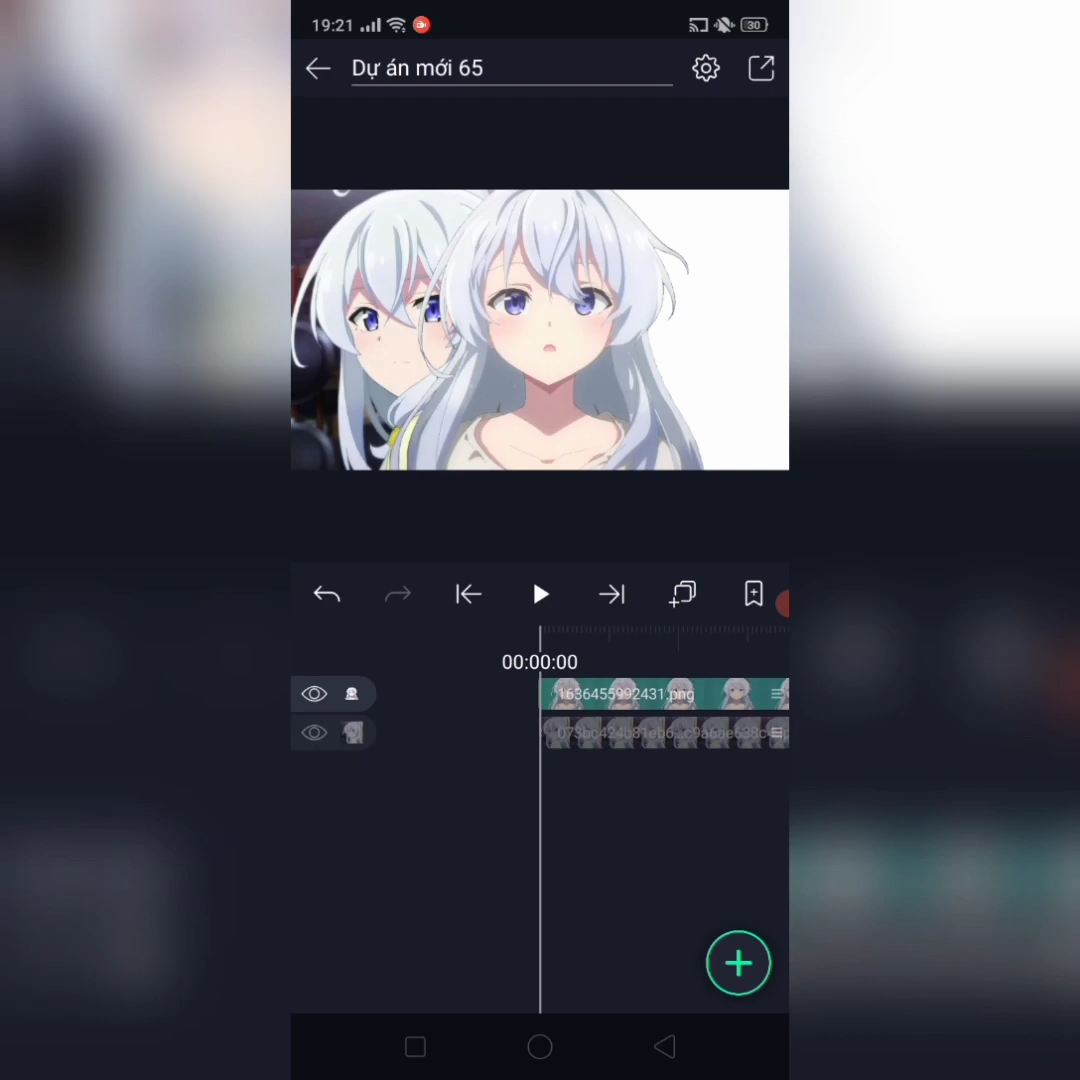 19:21 30
Dự án mới 65
00:00:00
1636455992431.png